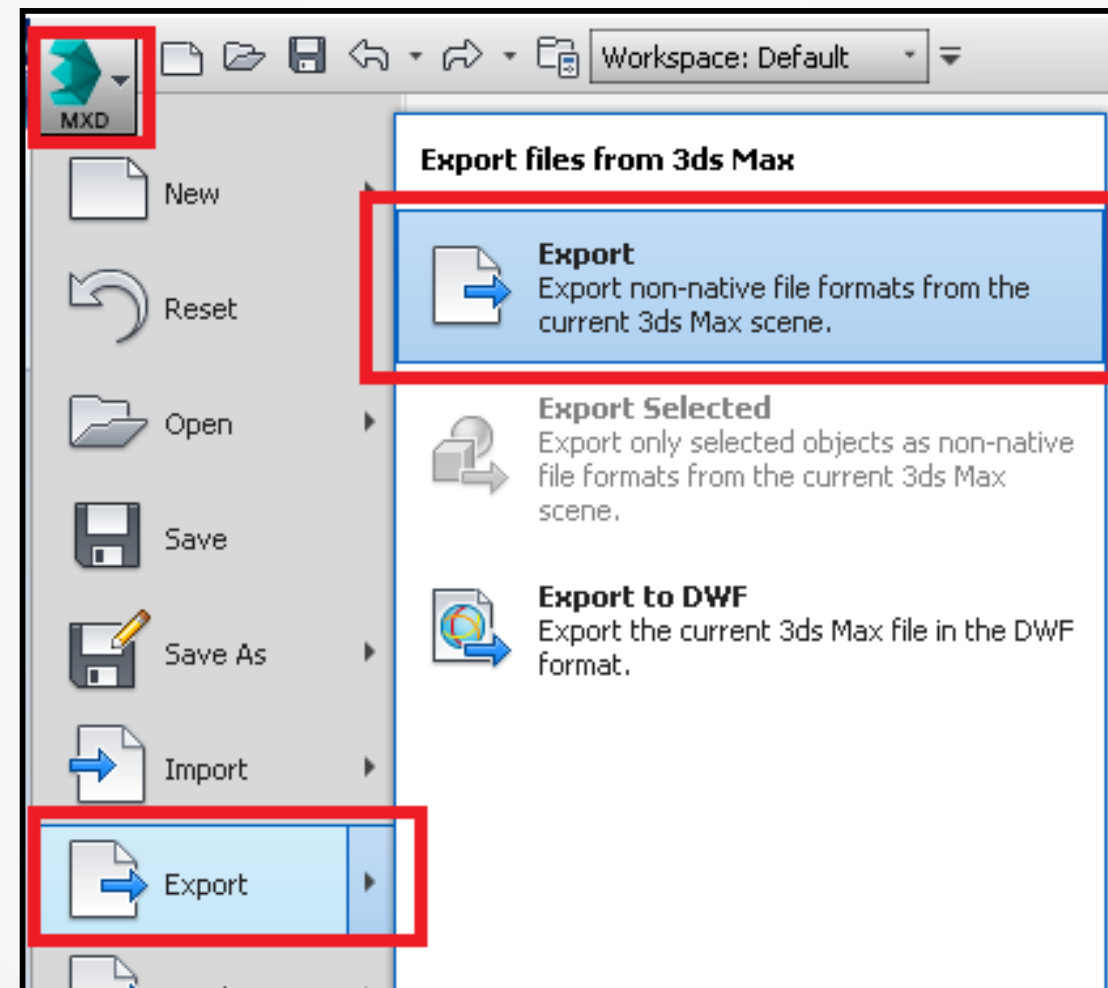 Workspace: Default
MXD
Export files from 3ds Max
New
Export
Export non-native file formats from the
current 3ds Max scene.
Reset
Export Selected
Export only selected objects as non-native
file formats from the current 3ds Max
scene.
Open
Save
Export to DWF
Export the current 3ds Max file in the DWF
format.
Save As
Import
Export